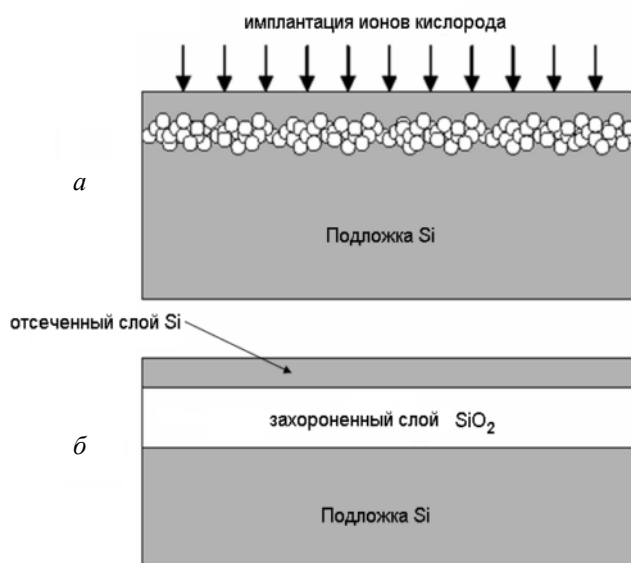 имплантация ионов кислорода
а
Подложка Si
отсеченный слой Si
захороненный слой SiO₂
б
Подложка Si